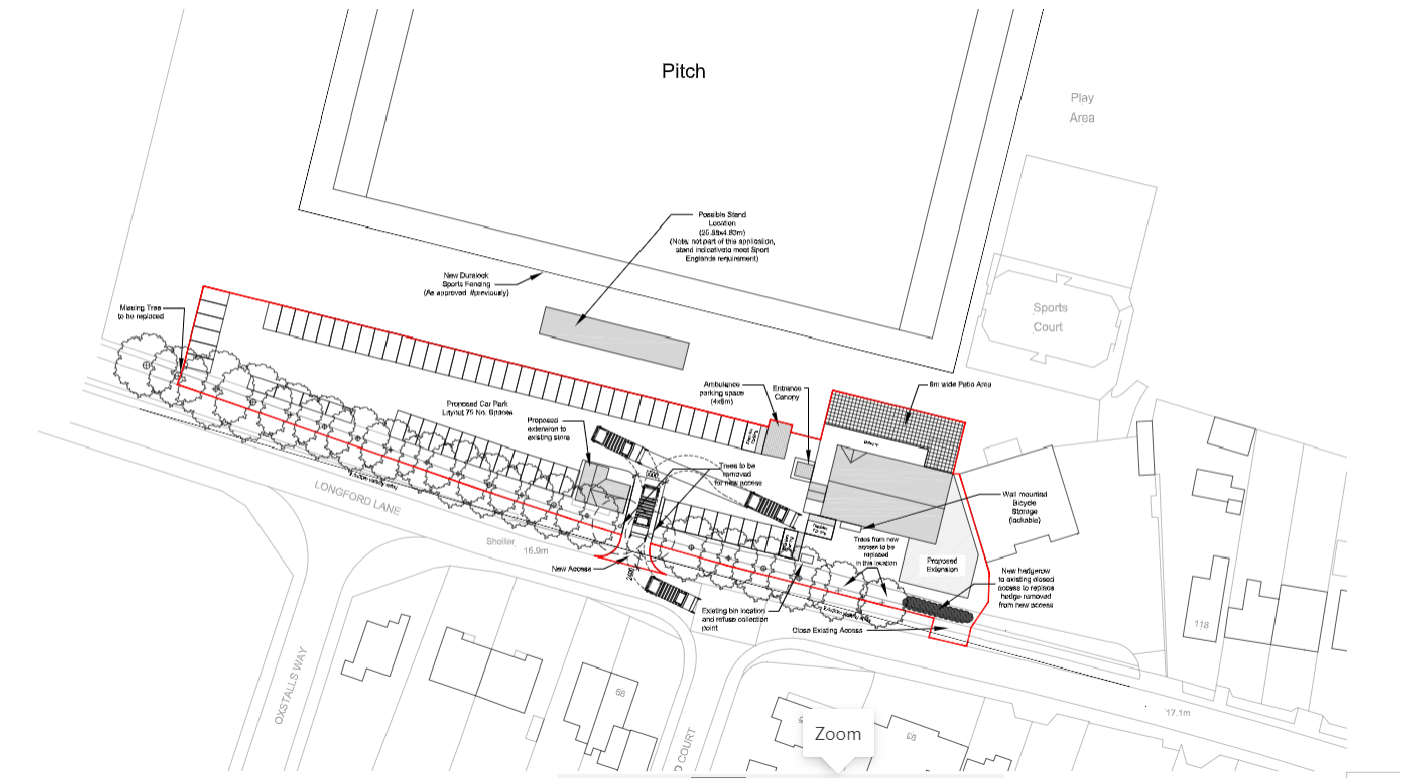 Pitch
Play
Area
Possible Stand
Location
(Note: not part of this application,
stand indicative to meet Sport
Englands requirement)
New Duralock
Sports Fencing
(As approved
Sports
Court
Missing Tree
to be replaced
Ambulance
parking space
(4x6m)
Entrance
Canopy
6m wide Patio Area
Proposed Car Park
Layout 75 No. Spaces
Proposed
extension to
existing store
Trees to be
removed
for new access
Wall mounted
Bicycle
Storage
(lockable)
LONGFORD LANE
Shelter
16.9m
New Access
Trees from new
access to be
replaced
in this location
Proposed
Extension
New hedgerow
to existing closed
access to replace
hedge removed
from new access
Existing bin location
and refuse collection
point
Close Existing Access
118
OXSTALLS WAY
D COURT
17.1m
Zoom